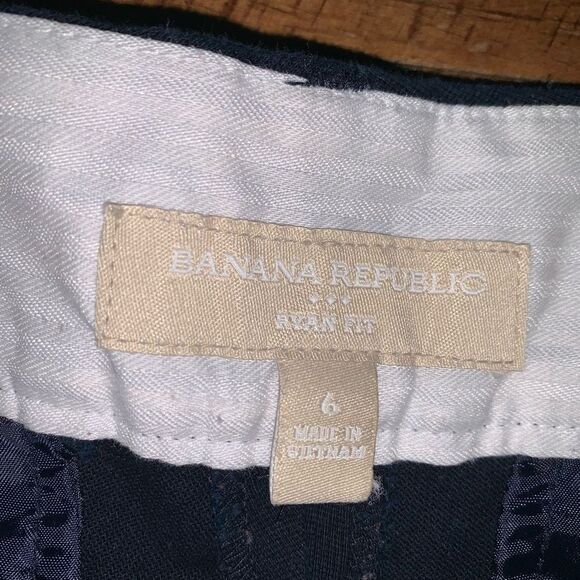 BANANA REPUBLIC
RYAN FIT
6
MADE IN
VIETNAM